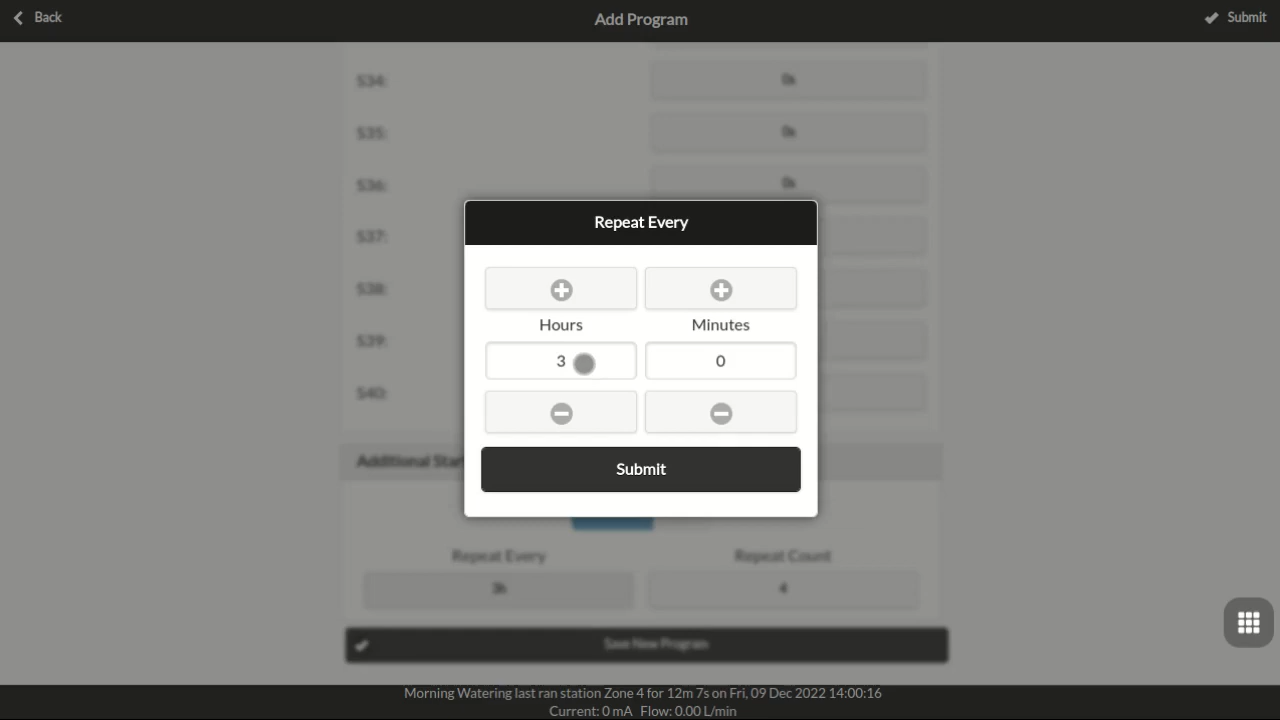 Back
Add Program
Submit
S34:
0s
S35:
0s
S36:
0s
S37:
S38:
S39:
S40:
Repeat Every
Hours
Minutes
3
0
Submit
Additional Star
Repeat Every
Repeat Count
3h
4
Save New Program
Morning Watering last ran station Zone 4 for 12m 7s on Fri, 09 Dec 2022 14:00:16
Current: 0 mA Flow: 0.00 L/min